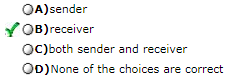 A)sender
B)receiver
C)both sender and receiver
D)None of the choices are correct